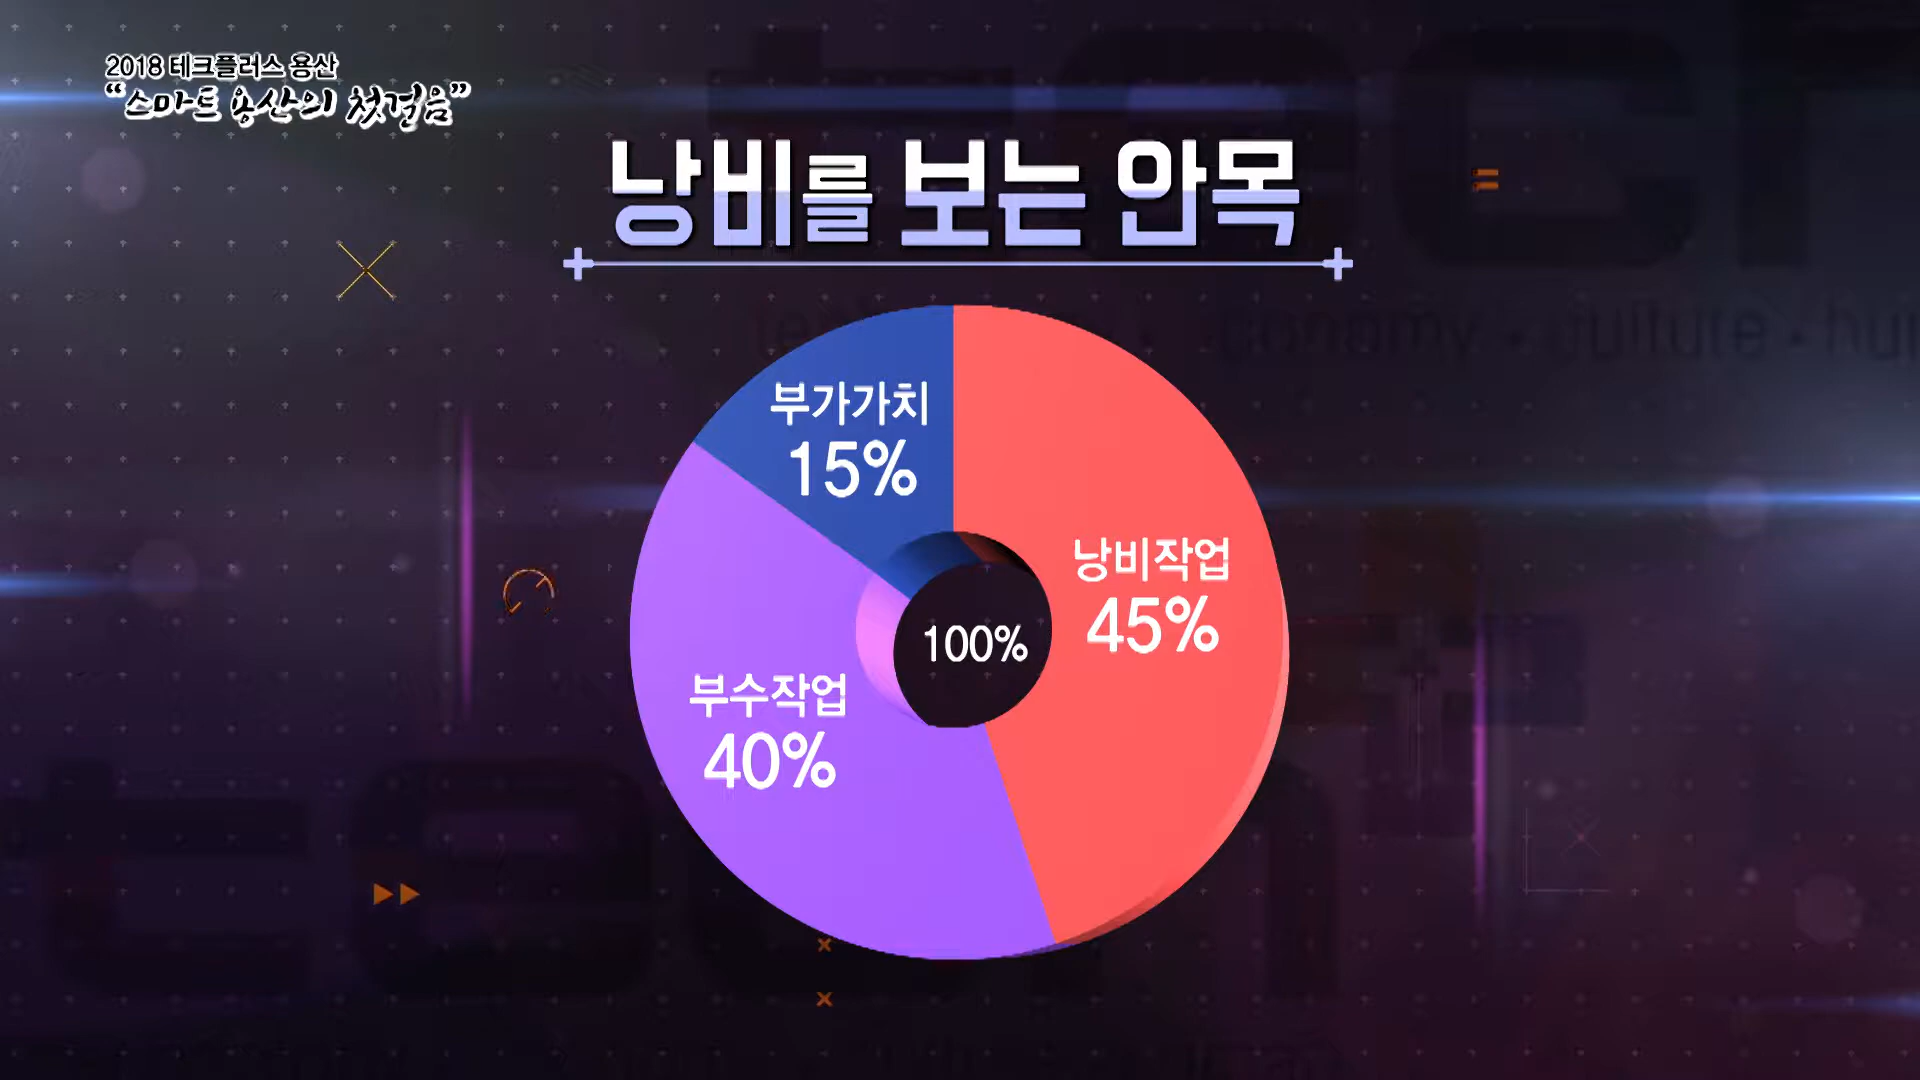 2018 테크플러스 용산
“스마트 용산의 첫걸음”
낭비를 보는 안목
부가가치
15%
낭비작업
45%
100%
부수작업
40%
economy • culture •